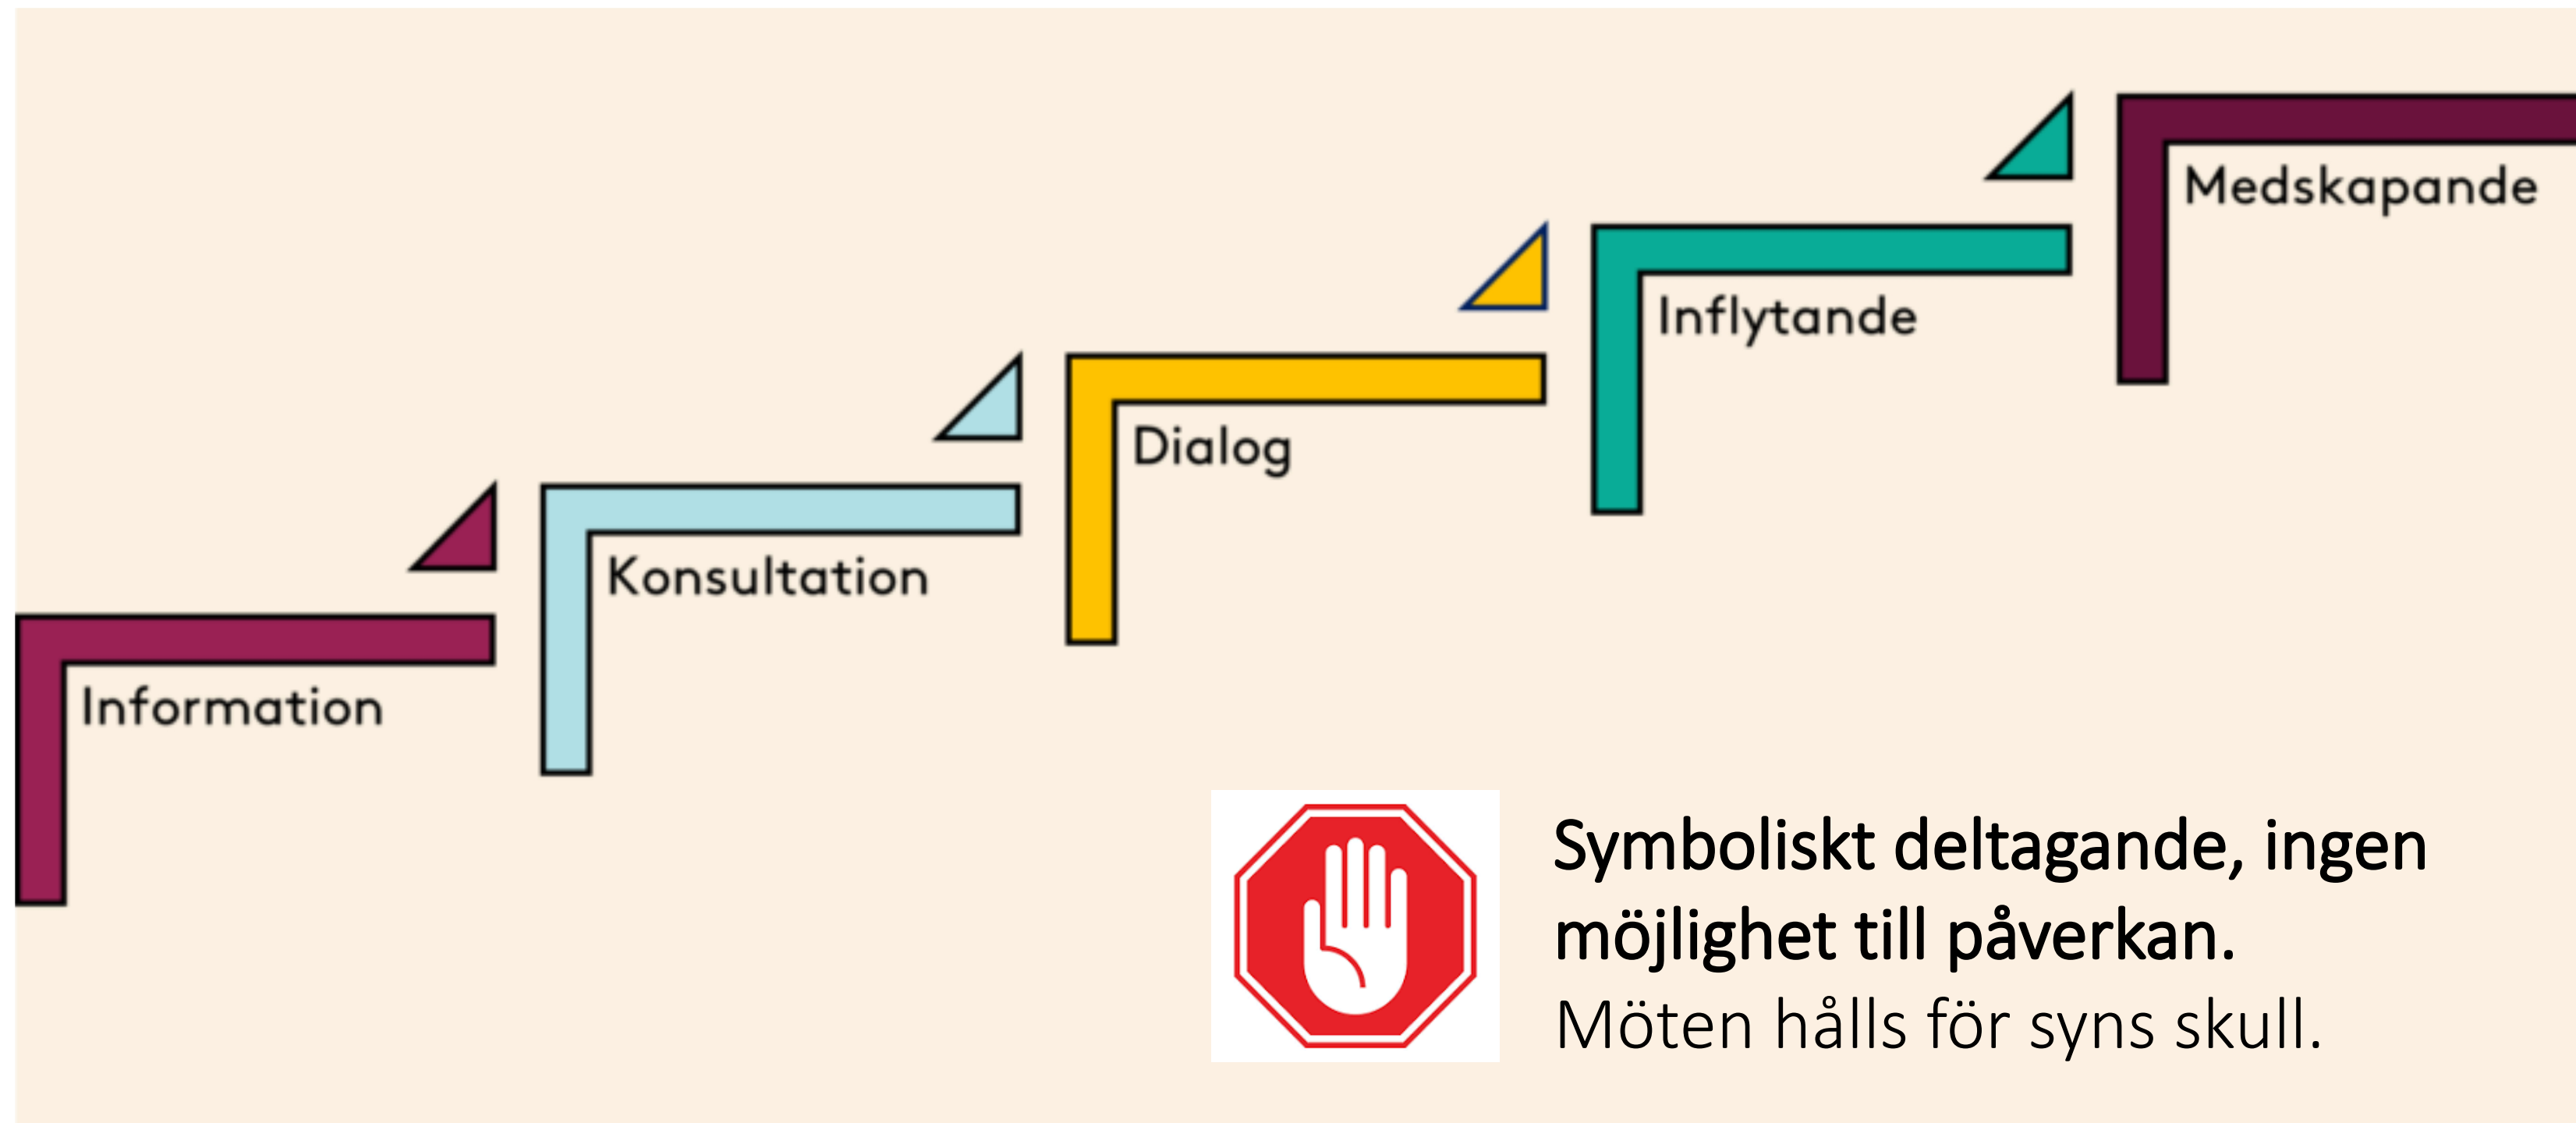 Information
Konsultation
Dialog
Inflytande
Medskapande
Symboliskt deltagande, ingen
möjlighet till påverkan.
Möten hålls för syns skull.